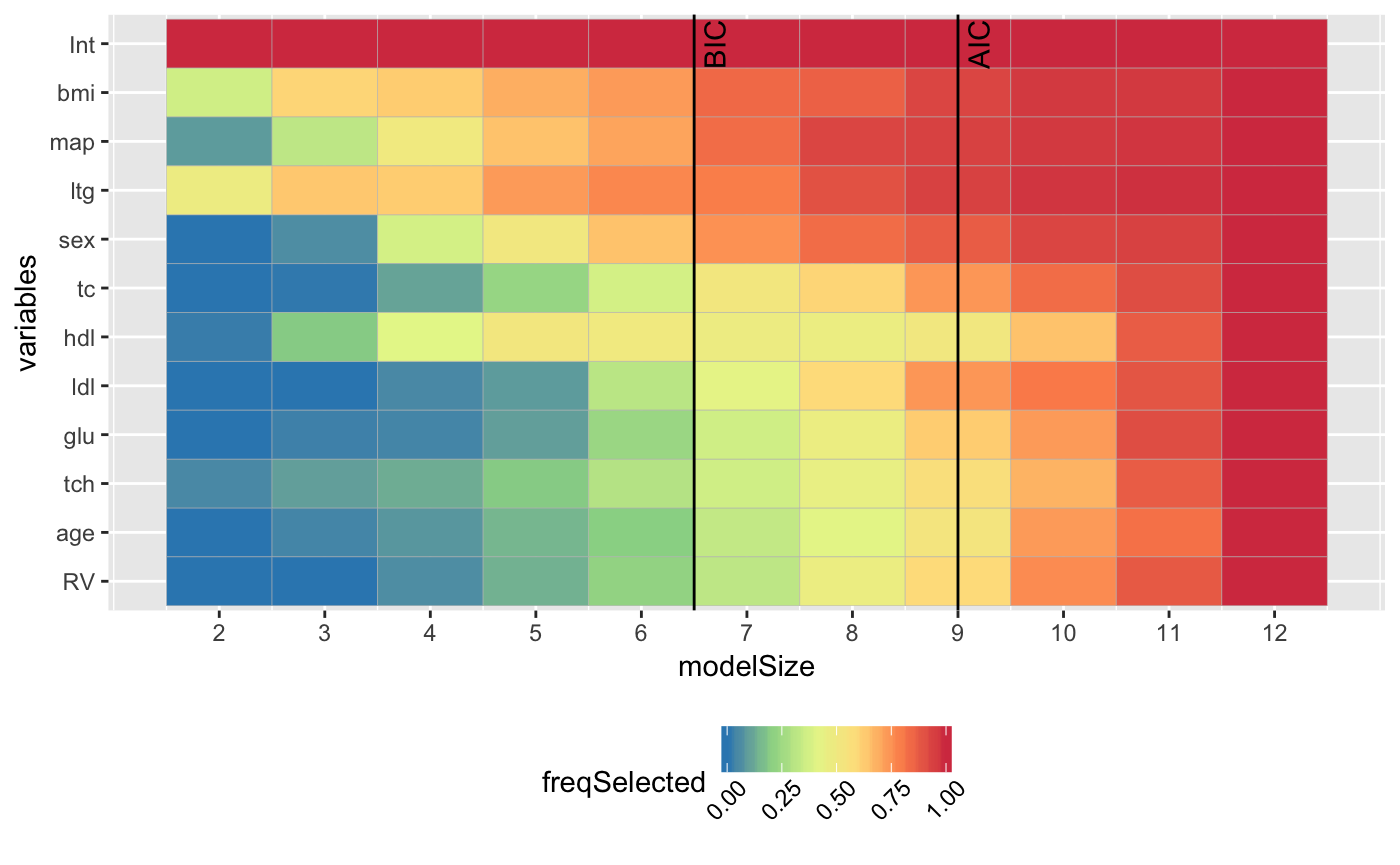 BIC
AIC
Int
bmi
map
ltg
sex
tc
hdl
ldl
glu
tch
age
RV
variables
2 3 4 5 6 7 8 9 10 11 12
modelSize
freqSelected
0.00 0.25 0.50 0.75 1.00